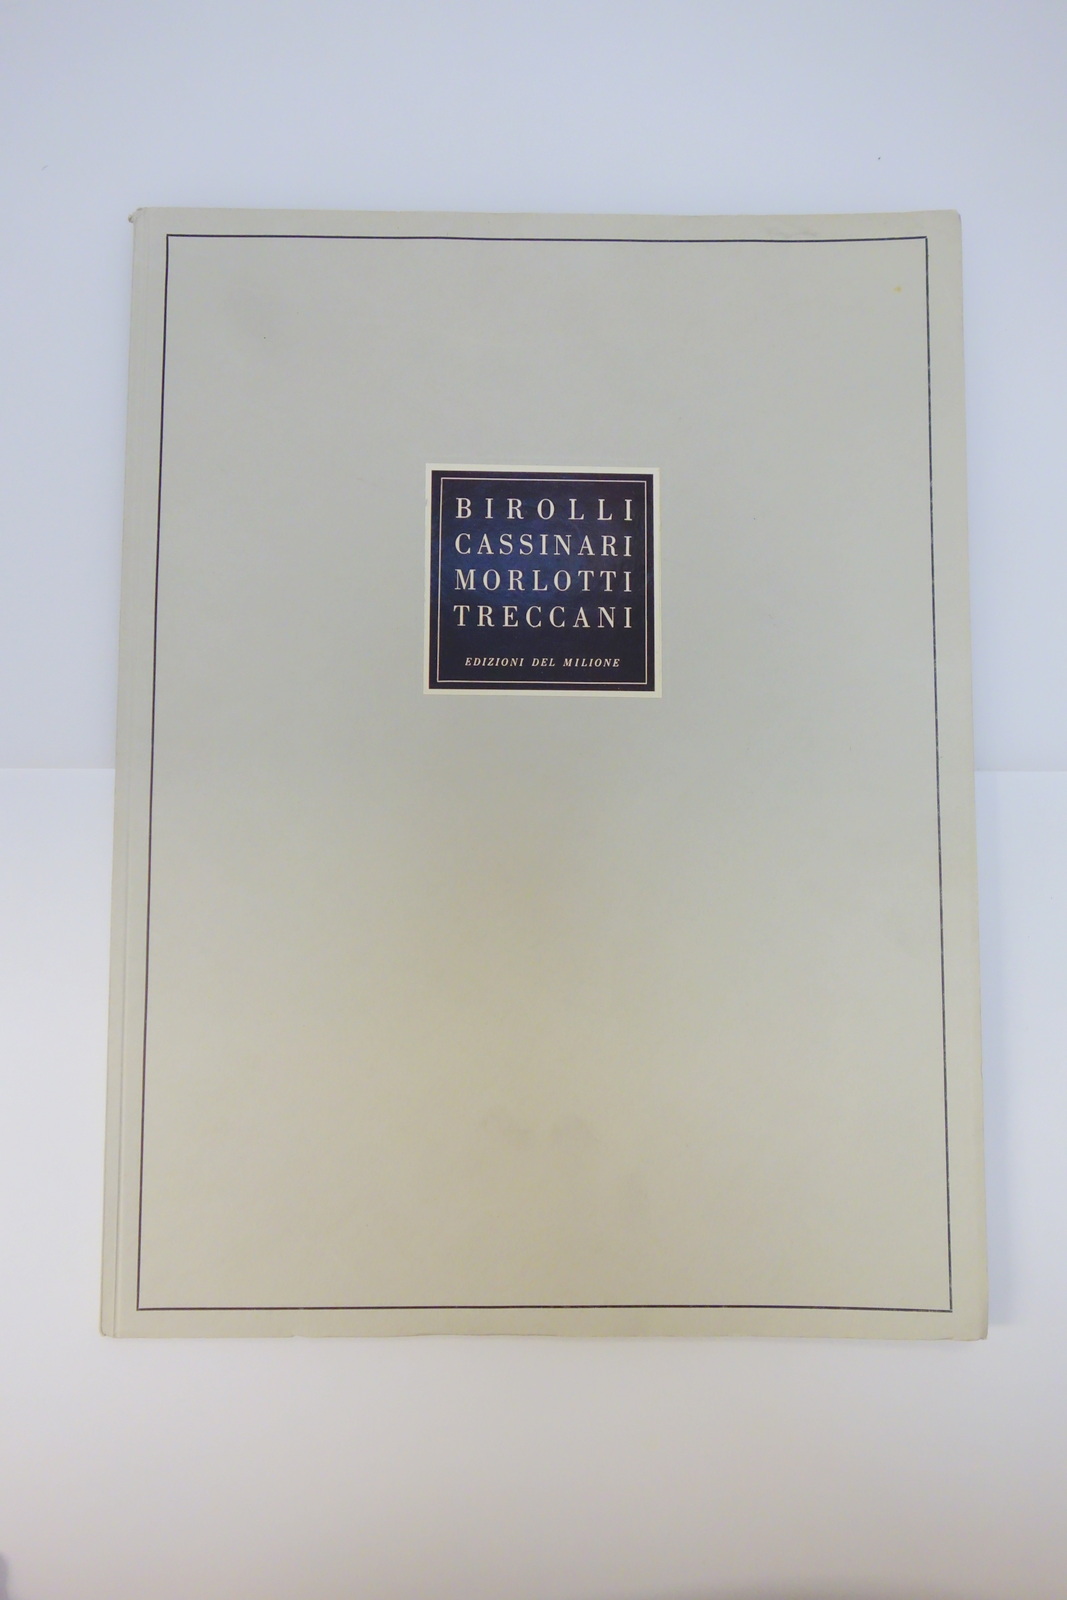 BIROLLI
CASSINARI
MORLOTTI
TRECCANI
EDIZIONI DEL MILIONE